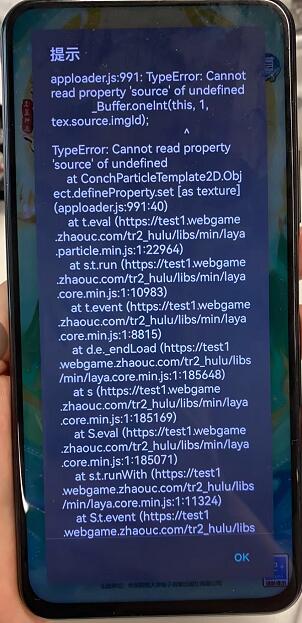 提示
apploader.js:991: TypeError: Cannot
read property 'source' of undefined
_Buffer.oneInt(this, 1,
tex.source.imgId);
^
TypeError: Cannot read property
'source' of undefined
at ConchParticleTemplate2D.Obj
ect.defineProperty.set [as texture]
(apploader.js:991:40)
at t.eval (https://test1.webgame
.zhaouc.com/tr2_hulu/libs/min/laya
.particle.min.js:1:22964)
at s.t.run (https://test1.webgame
.zhaouc.com/tr2_hulu/libs/min/laya
.core.min.js:1:10983)
at t.event (https://test1.webgame
.zhaouc.com/tr2_hulu/libs/min/laya
.core.min.js:1:8815)
at d.e._endLoad (https://test1
.webgame.zhaouc.com/tr2_hulu/libs
/min/laya.core.min.js:1:185648)
at s (https://test1.webgame
.zhaouc.com/tr2_hulu/libs/min/laya
.core.min.js:1:185169)
at S.eval (https://test1.webgame
.zhaouc.com/tr2_hulu/libs/min/laya
.core.min.js:1:185071)
at s.t.runWith (https://test1
.webgame.zhaouc.com/tr2_hulu/libs
/min/laya.core.min.js:1:11324)
at S.t.event (https://test1
.webgame.zhaouc.com/tr2_hulu/libs
OK